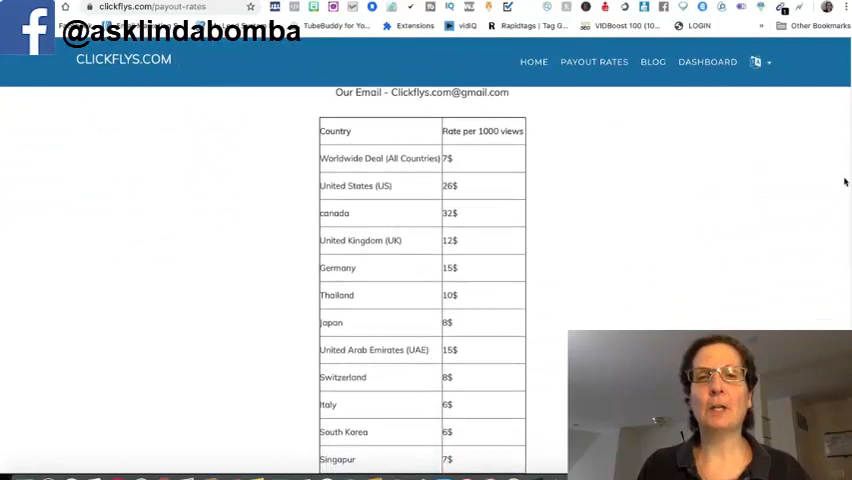 clickflys.com/payout-rates
TubeBuddy for You...
Extensions
vidIQ
Rapidtags | Rapid...
VIDBoost 100 (10...
LOGIN
Other Bookmarks
@asklindabomba
CLICKFLYS.COM
HOME PAYOUT RATES BLOG DASHBOARD
Our Email - Clickflys.com@gmail.com
Country Rate per 1000 views
Worldwide Deal (All Countries) 7$
United States (US) 26$
canada 32$
United Kingdom (UK) 12$
Germany 15$
Thailand 10$
Japan 8$
United Arab Emirates (UAE) 15$
Switzerland 8$
Italy 6$
South Korea 6$
Singapur 7$